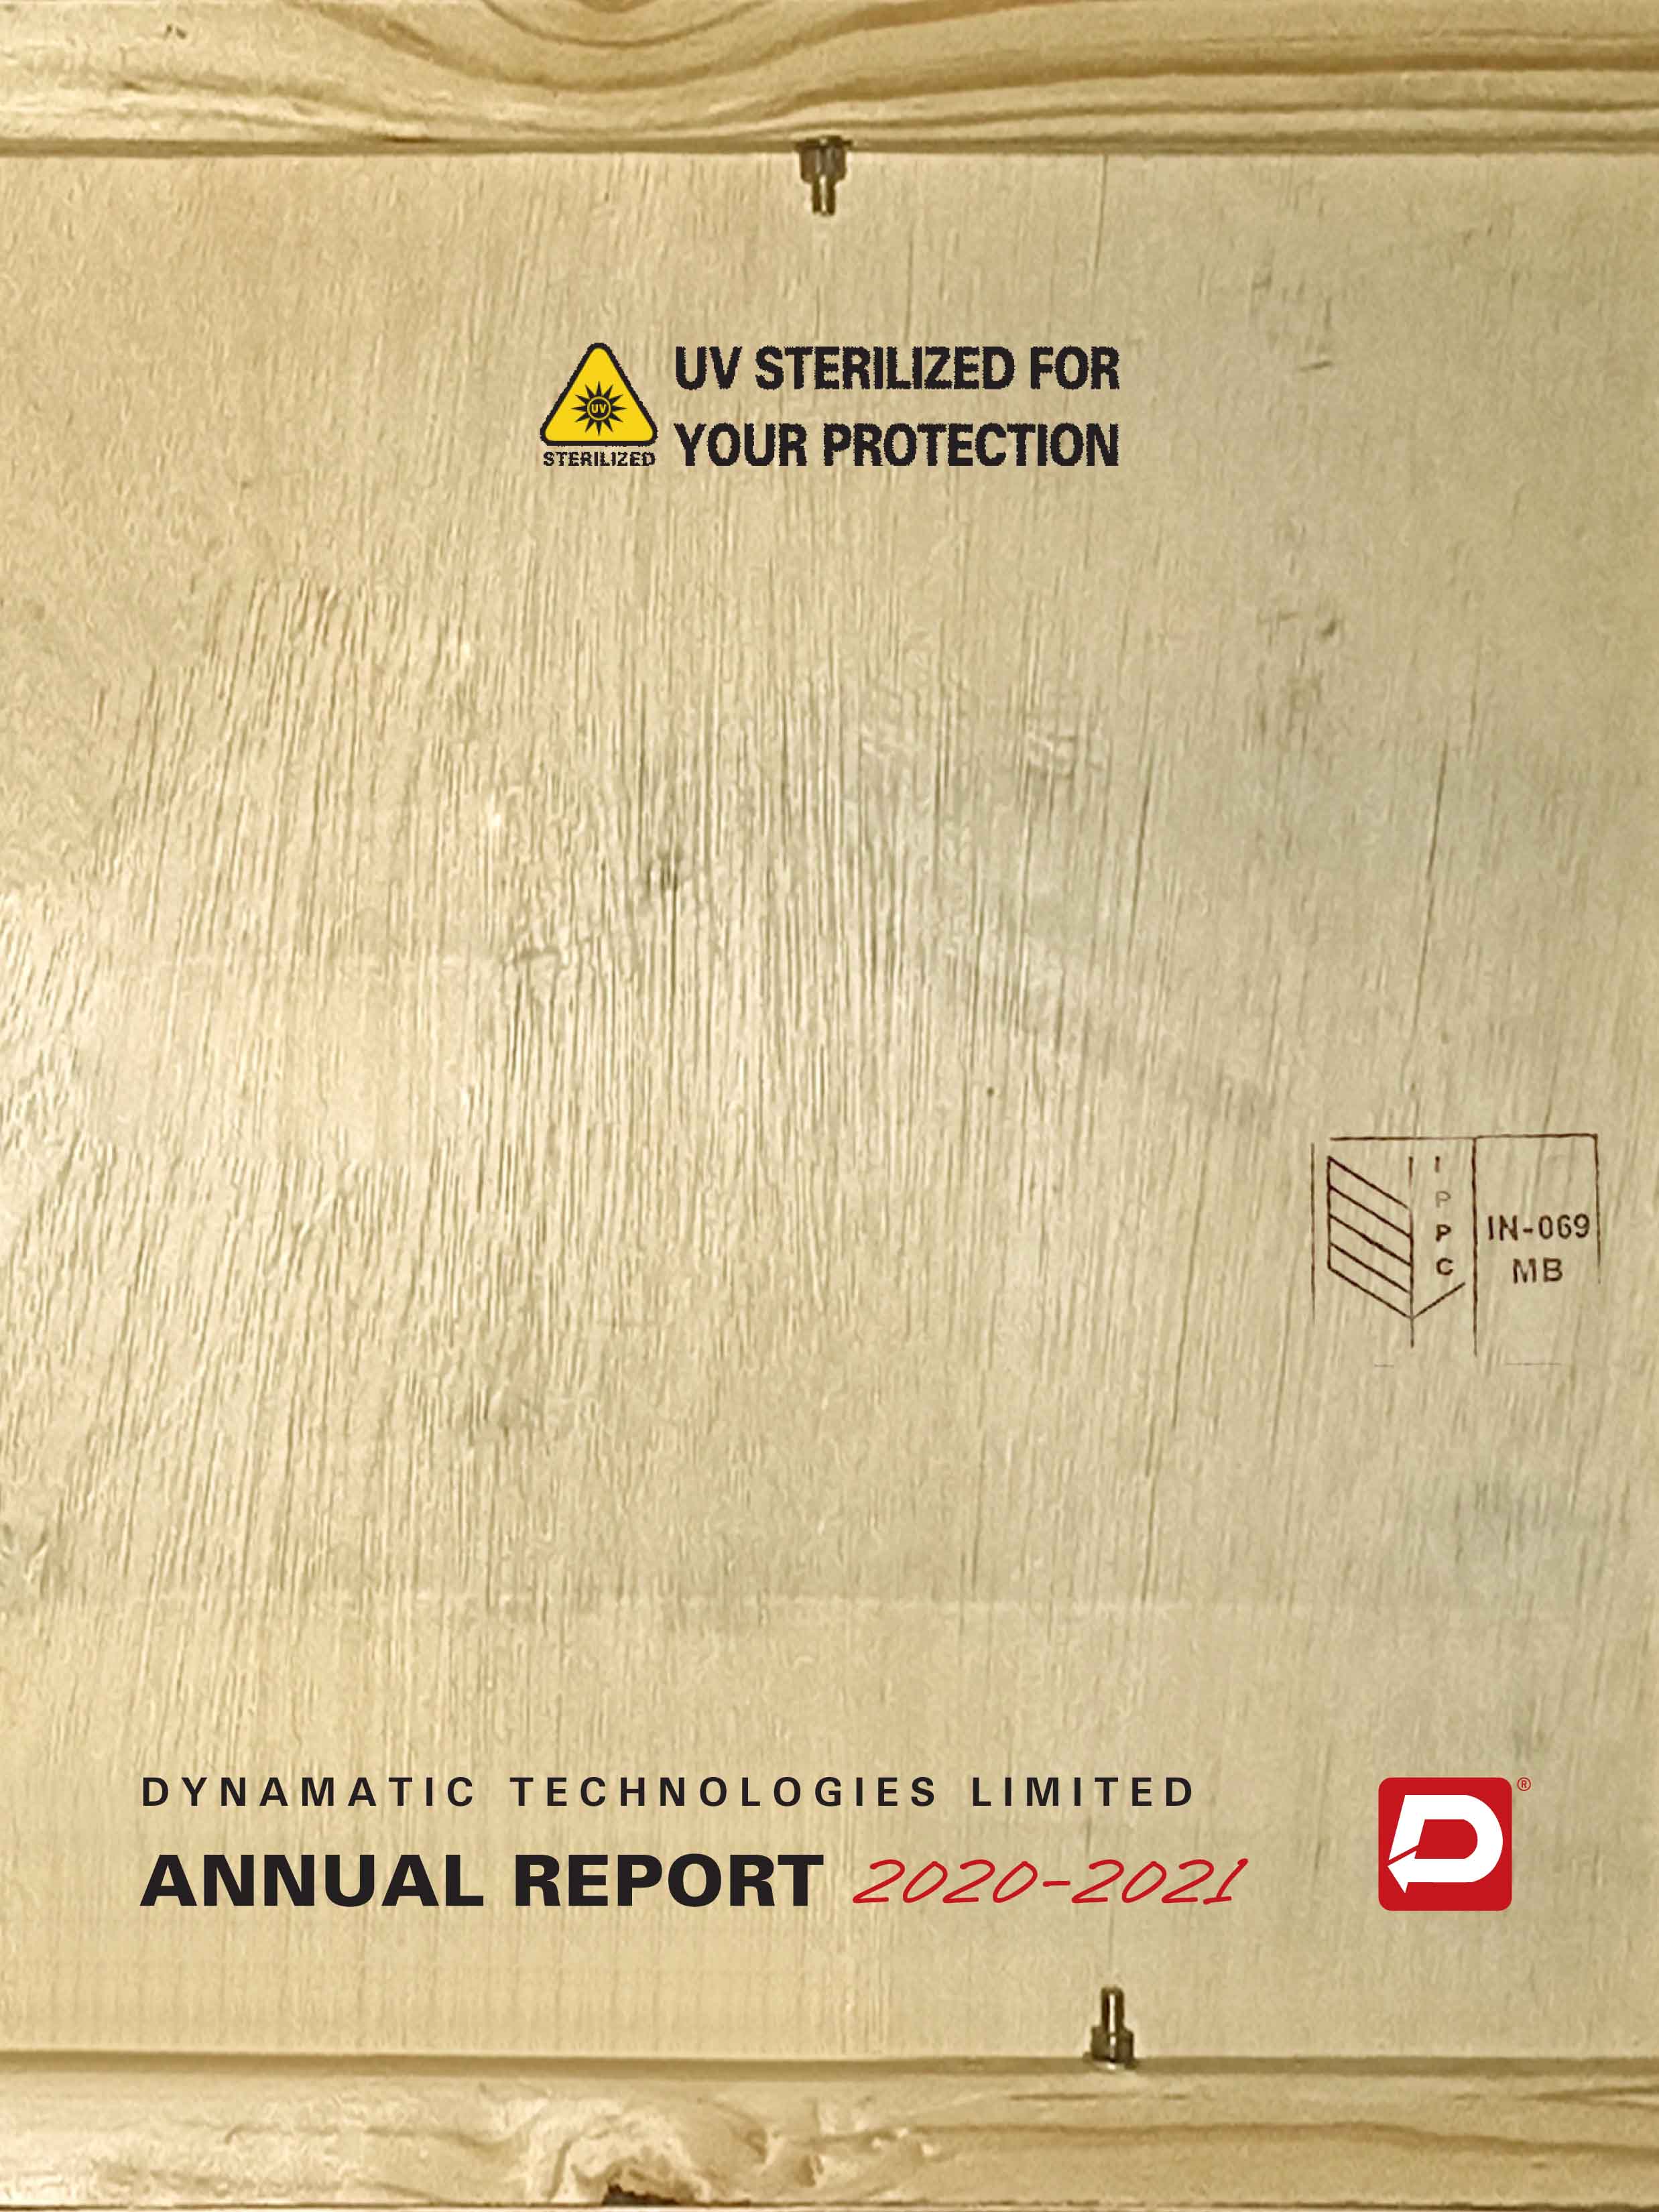 UV STERILIZED FOR
YOUR PROTECTION
UV
STERILIZED
I
P
P
C
IN-069
MB
DYNAMATIC TECHNOLOGIES LIMITED
®
ANNUAL REPORT 2020-2021